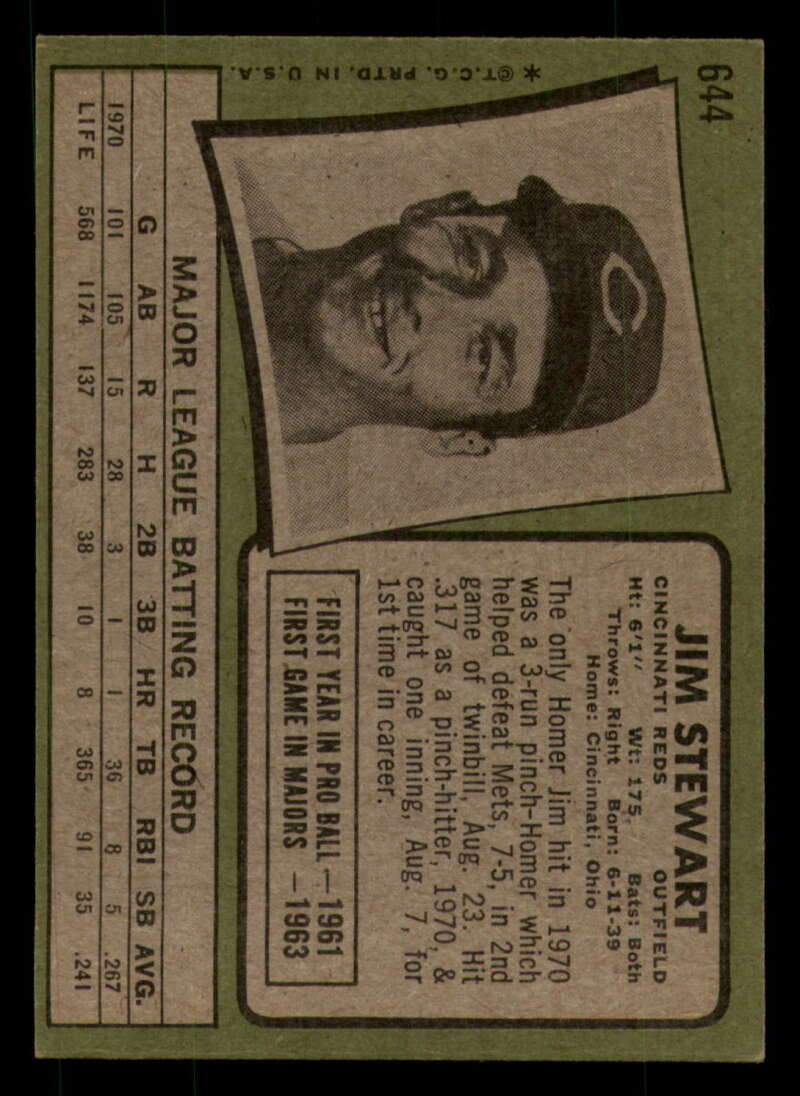 644
* ©T.C.G. PRTD. IN U.S.A.
C
JIM STEWART
CINCINNATI REDS OUTFIELD
Ht: 6'1" Wt: 175 Bats: Both
Throws: Right Born: 6-11-39
Home: Cincinnati, Ohio
The only Homer Jim hit in 1970
was a 3-run pinch-Homer which
helped defeat Mets, 7-5, in 2nd
game of twinbill, Aug. 23. Hit
.317 as a pinch-hitter, 1970, &
caught one inning, Aug. 7, for
1st time in career.
FIRST YEAR IN PRO BALL—1961
FIRST GAME IN MAJORS —1963
MAJOR LEAGUE BATTING RECORD
G AB R H 2B 3B HR TB RBI SB AVG.
1970 101 105 15 28 3 1 1 36 8 5 .267
LIFE 568 1174 137 283 38 10 8 365 91 35 .241